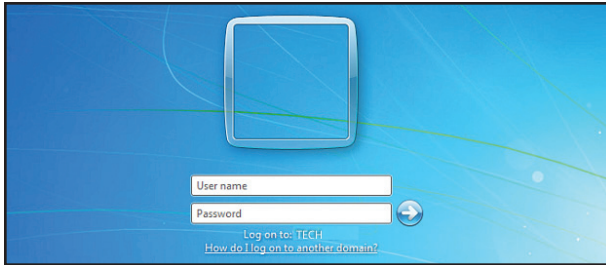 User name
Password
Log on to: TECH
How do I log on to another domain?